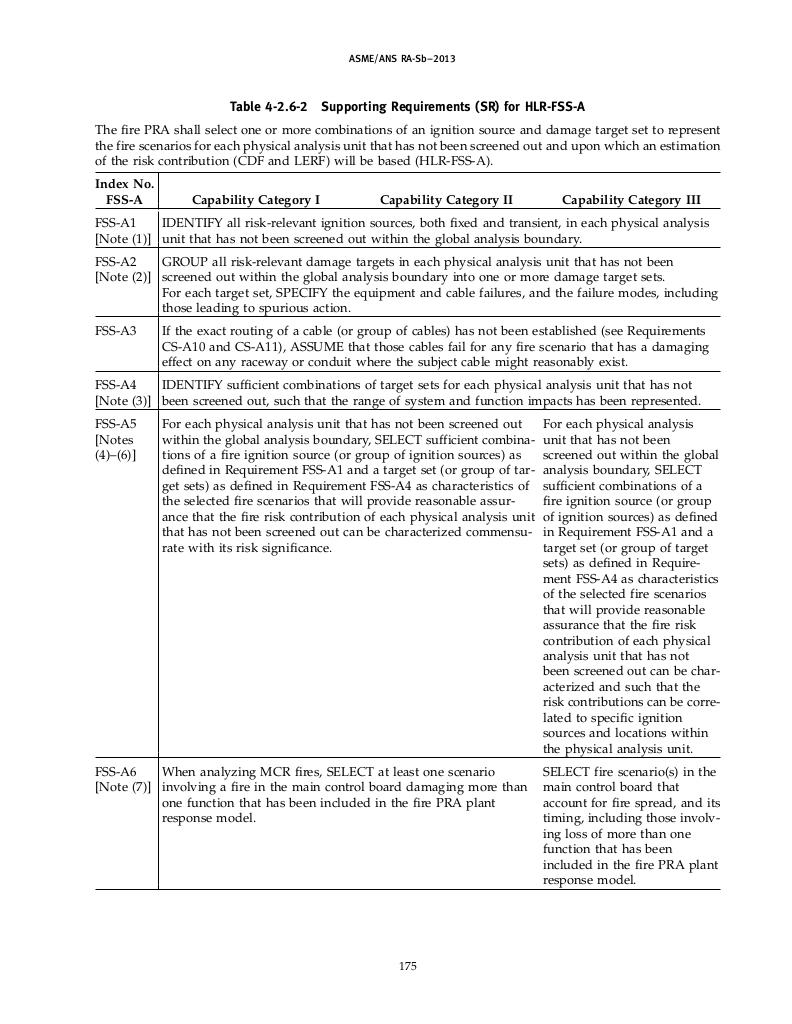 ASME/ANS RA-Sb–2013
Table 4-2.6-2 Supporting Requirements (SR) for HLR-FSS-A
The fire PRA shall select one or more combinations of an ignition source and damage target set to represent
the fire scenarios for each physical analysis unit that has not been screened out and upon which an estimation
of the risk contribution (CDF and LERF) will be based (HLR-FSS-A).
Index No.
FSS-A
Capability Category I
Capability Category II
Capability Category III
FSS-A1
[Note (1)]
IDENTIFY all risk-relevant ignition sources, both fixed and transient, in each physical analysis
unit that has not been screened out within the global analysis boundary.
FSS-A2
[Note (2)]
GROUP all risk-relevant damage targets in each physical analysis unit that has not been
screened out within the global analysis boundary into one or more damage target sets.
For each target set, SPECIFY the equipment and cable failures, and the failure modes, including
those leading to spurious action.
FSS-A3
If the exact routing of a cable (or group of cables) has not been established (see Requirements
CS-A10 and CS-A11), ASSUME that those cables fail for any fire scenario that has a damaging
effect on any raceway or conduit where the subject cable might reasonably exist.
FSS-A4
[Note (3)]
IDENTIFY sufficient combinations of target sets for each physical analysis unit that has not
been screened out, such that the range of system and function impacts has been represented.
FSS-A5
[Notes
(4)–(6)]
For each physical analysis unit that has not been screened out
within the global analysis boundary, SELECT sufficient combina-
tions of a fire ignition source (or group of ignition sources) as
defined in Requirement FSS-A1 and a target set (or group of tar-
get sets) as defined in Requirement FSS-A4 as characteristics of
the selected fire scenarios that will provide reasonable assur-
ance that the fire risk contribution of each physical analysis unit
that has not been screened out can be characterized commensu-
rate with its risk significance.
For each physical analysis
unit that has not been
screened out within the global
analysis boundary, SELECT
sufficient combinations of a
fire ignition source (or group
of ignition sources) as defined
in Requirement FSS-A1 and a
target set (or group of target
sets) as defined in Require-
ment FSS-A4 as characteristics
of the selected fire scenarios
that will provide reasonable
assurance that the fire risk
contribution of each physical
analysis unit that has not
been screened out can be char-
acterized and such that the
risk contributions can be corre-
lated to specific ignition
sources and locations within
the physical analysis unit.
FSS-A6
[Note (7)]
When analyzing MCR fires, SELECT at least one scenario
involving a fire in the main control board damaging more than
one function that has been included in the fire PRA plant
response model.
SELECT fire scenario(s) in the
main control board that
account for fire spread, and its
timing, including those involv-
ing loss of more than one
function that has been
included in the fire PRA plant
response model.
175